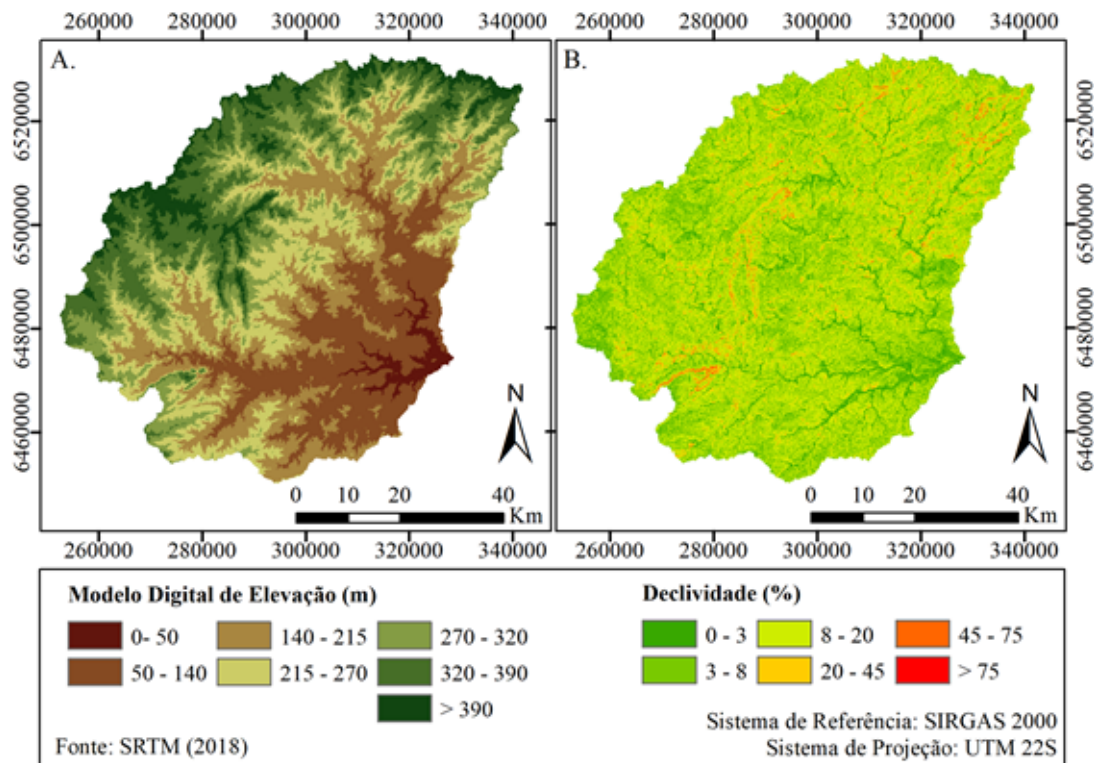 260000 280000 300000 320000 340000
260000 280000 300000 320000 340000
A.
B.
6520000
6500000
6480000
6460000
6520000
6500000
6480000
6460000
N
0 10 20 40
Km
N
0 10 20 40
Km
260000 280000 300000 320000 340000
260000 280000 300000 320000 340000
Modelo Digital de Elevação (m)
0- 50
140 - 215
270 - 320
50 - 140
215 - 270
320 - 390
> 390
Fonte: SRTM (2018)
Declividade (%)
0 - 3
8 - 20
45 - 75
3 - 8
20 - 45
> 75
Sistema de Referência: SIRGAS 2000
Sistema de Projeção: UTM 22S